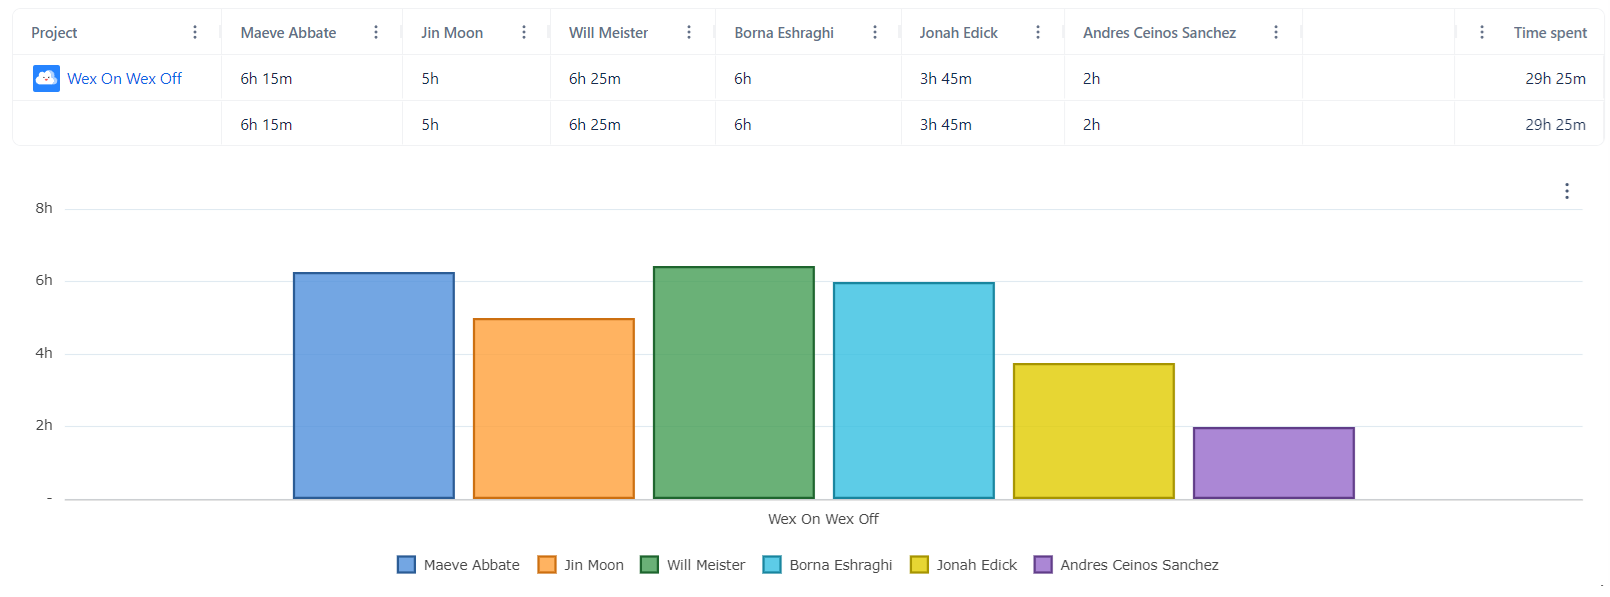 Project Maeve Abbate Jin Moon Will Meister Borna Eshraghi Jonah Edick Andres Ceinos Sanchez Time spent
Wex On Wex Off 6h 15m 5h 6h 25m 6h 3h 45m 2h 29h 25m
6h 15m 5h 6h 25m 6h 3h 45m 2h 29h 25m
8h
6h
4h
2h
-
Wex On Wex Off
Maeve Abbate Jin Moon Will Meister Borna Eshraghi Jonah Edick Andres Ceinos Sanchez